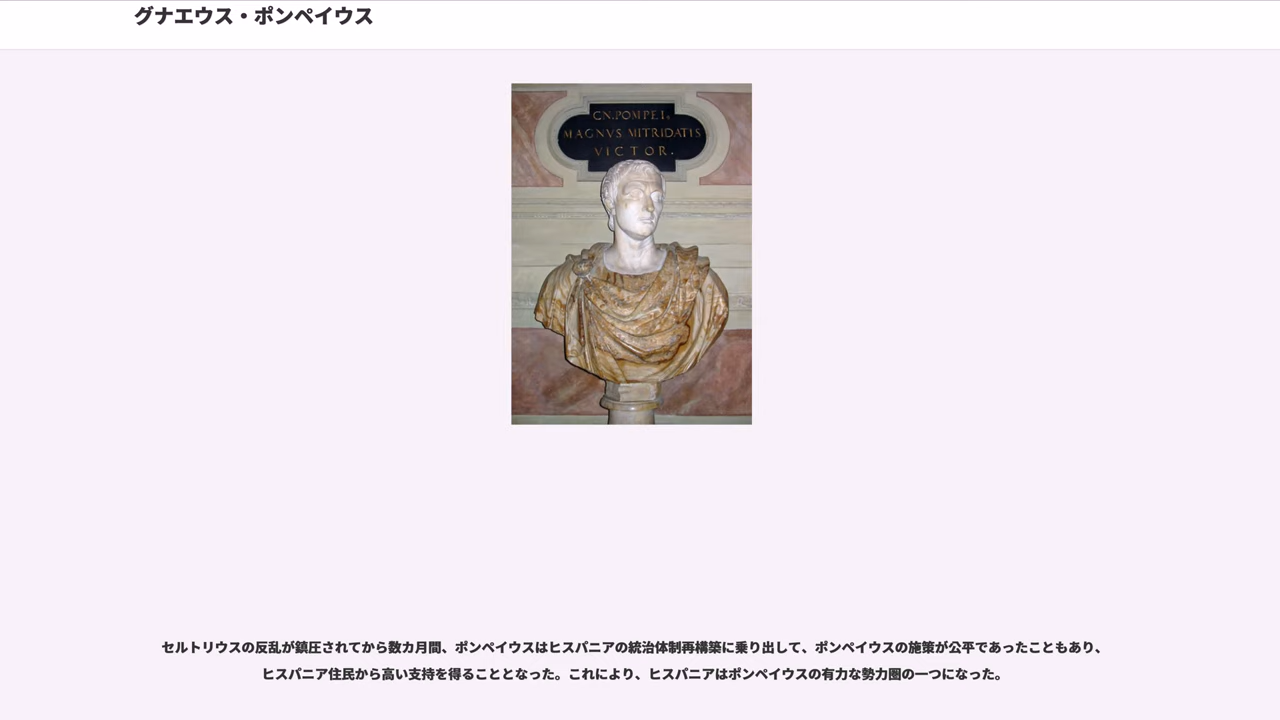 グナエウス・ポンペイウス
CN.POMPEI.
MAGNVS MITRIDATIS
VICTOR.
セルトリウスの反乱が鎮圧されてから数カ月間、ポンペイウスはヒスパニアの統治体制再構築に乗り出して、ポンペイウスの施策が公平であったこともあり、
ヒスパニア住民から高い支持を得ることとなった。これにより、ヒスパニアはポンペイウスの有力な勢力圏の一つになった。